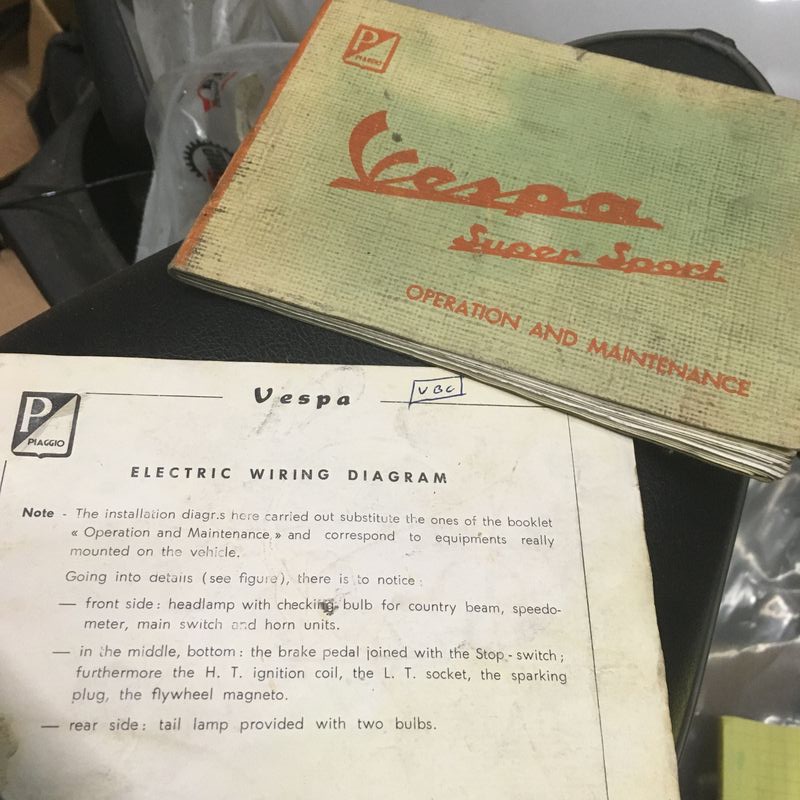 P
PIAGGIO
Vespa
Super Sport
OPERATION AND MAINTENANCE
P
PIAGGIO
Vespa
VBC
ELECTRIC WIRING DIAGRAM
Note - The installation diagr.s here carried out substitute the ones of the booklet
« Operation and Maintenance » and correspond to equipments really
mounted on the vehicle.
Going into details (see figure), there is to notice:
— front side: headlamp with checking bulb for country beam, speedo-
meter, main switch and horn units.
— in the middle, bottom: the brake pedal joined with the Stop-switch;
furthermore the H. T. ignition coil, the L. T. socket, the sparking
plug, the flywheel magneto.
— rear side: tail lamp provided with two bulbs.